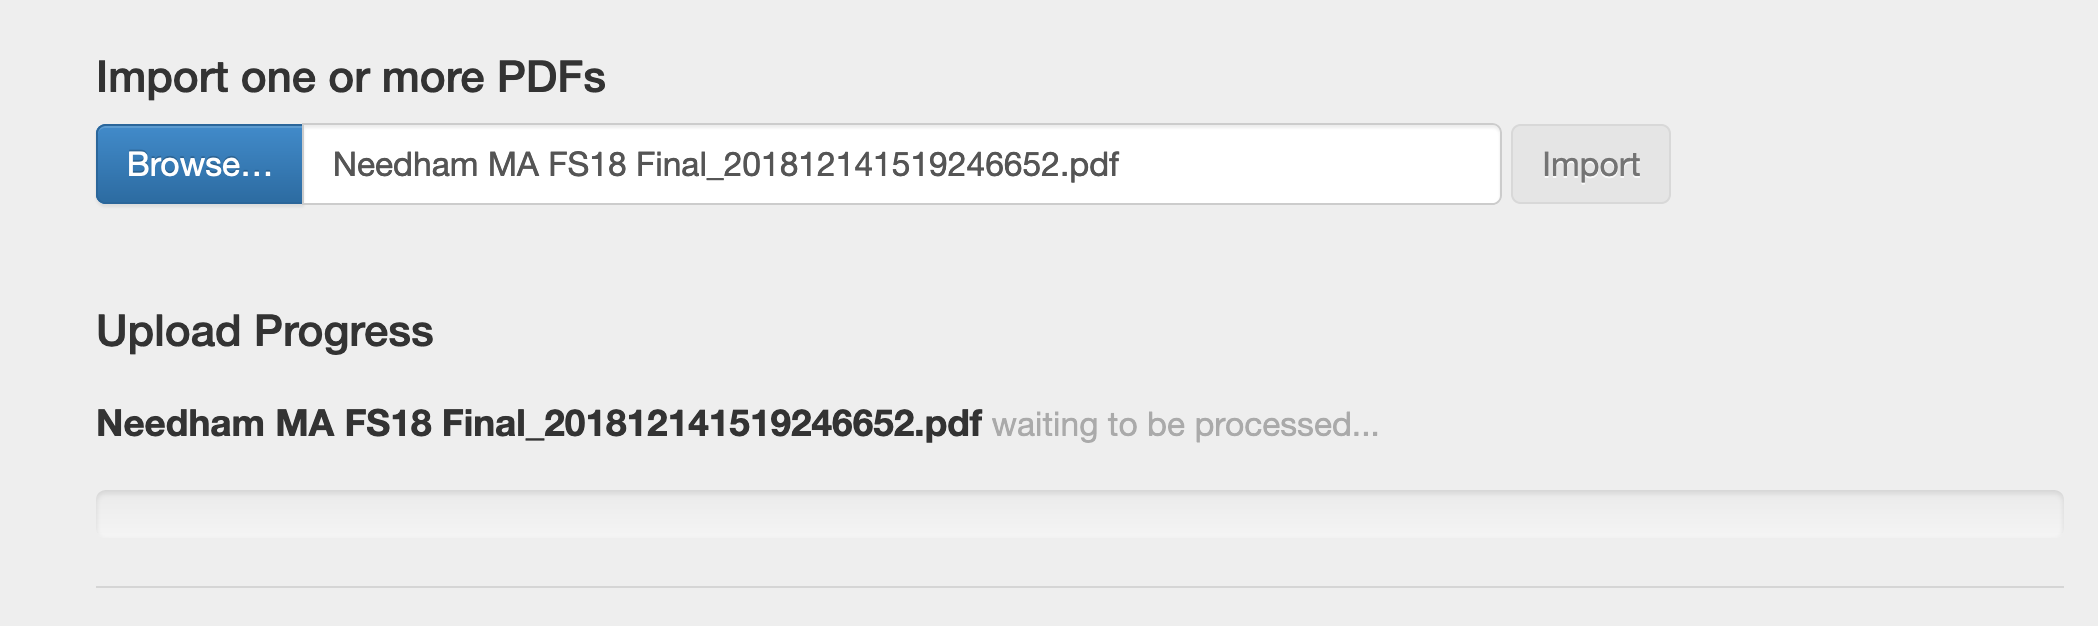 Import one or more PDFs
Browse... Needham MA FS18 Final_201812141519246652.pdf Import
Upload Progress
Needham MA FS18 Final_201812141519246652.pdf waiting to be processed...